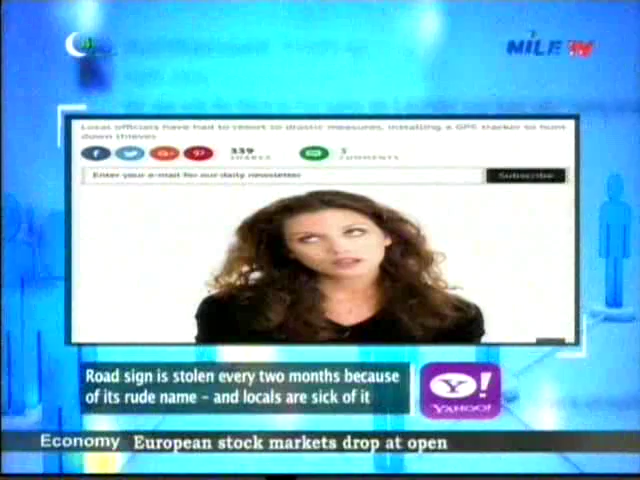 NiLE TV
Local officials have had to resort to drastic measures, installing a GPS tracker to hunt
down thieves
339
SHARES
3
COMMENTS
Enter your e-mail for our daily newsletter
Subscribe
Road sign is stolen every two months because
of its rude name – and locals are sick of it
Y!
YAHOO!
Economy European stock markets drop at open